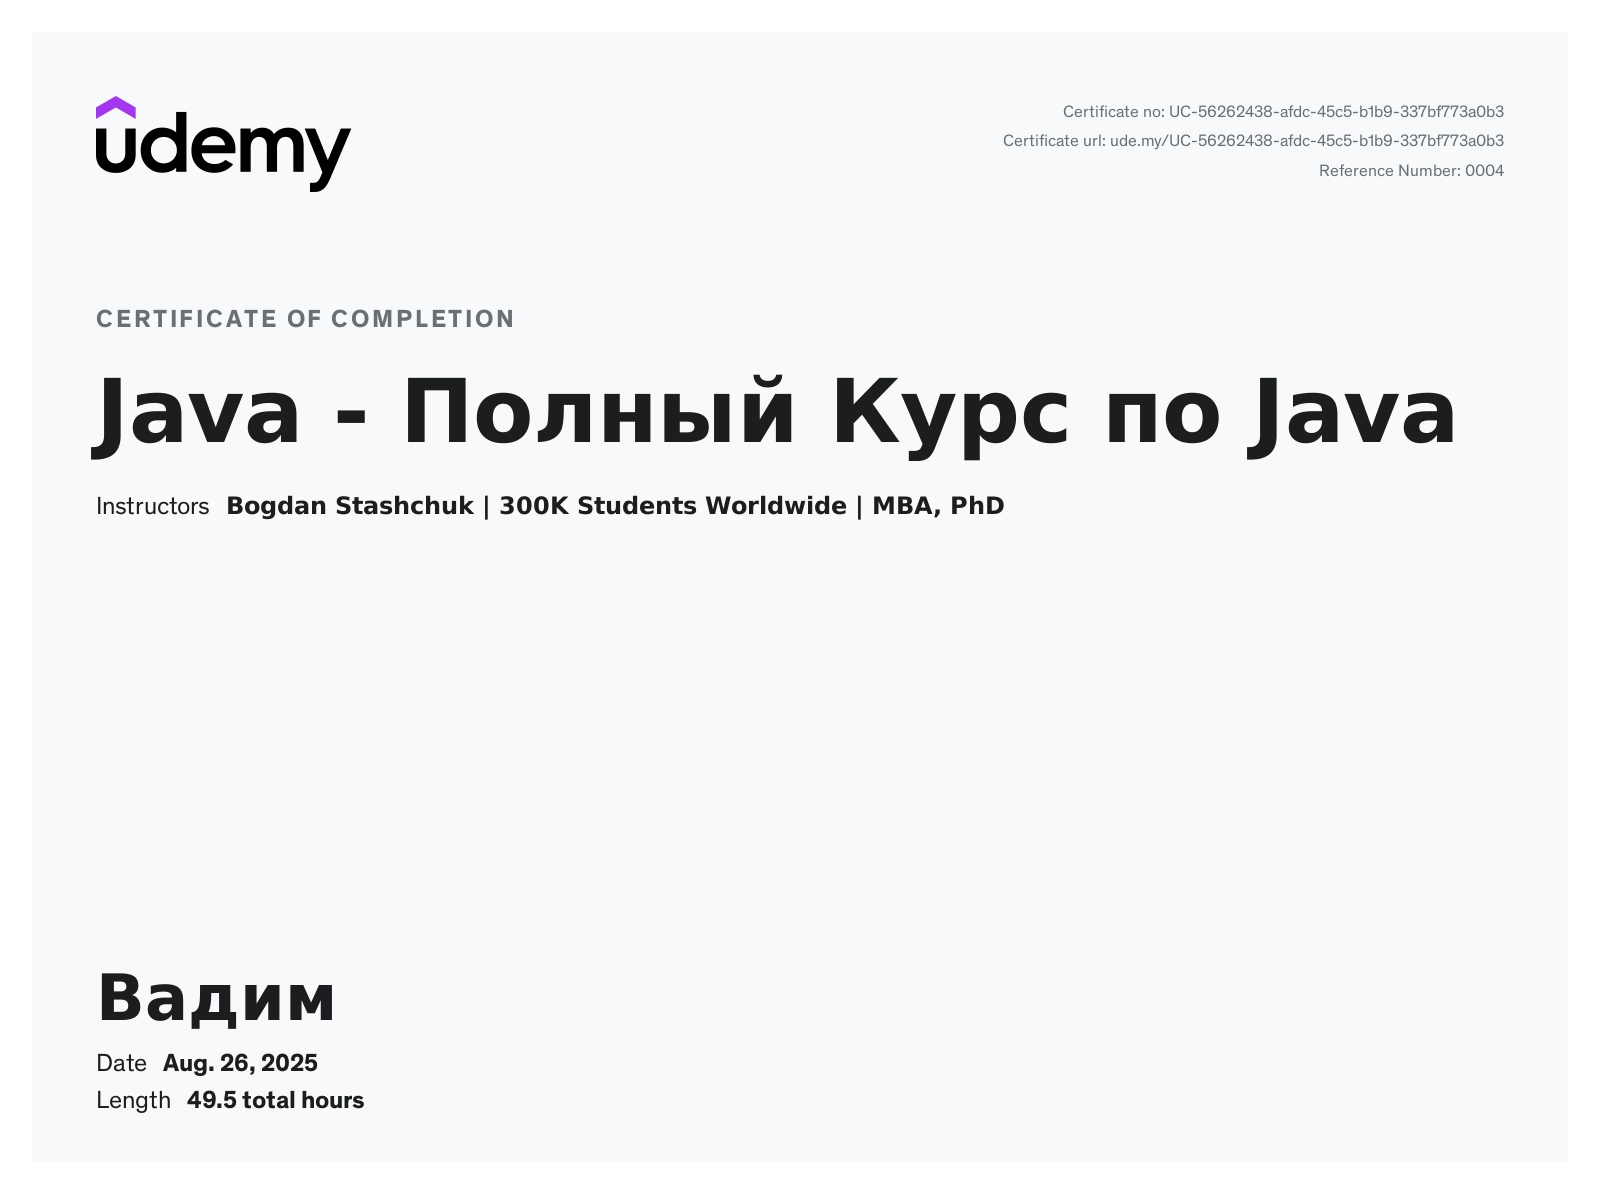 udemy
Certificate no: UC-56262438-afdc-45c5-b1b9-337bf773a0b3
Certificate url: ude.my/UC-56262438-afdc-45c5-b1b9-337bf773a0b3
Reference Number: 0004
CERTIFICATE OF COMPLETION
Java - Полный Курс по Java
Instructors Bogdan Stashchuk | 300K Students Worldwide | MBA, PhD
Вадим
Date Aug. 26, 2025
Length 49.5 total hours